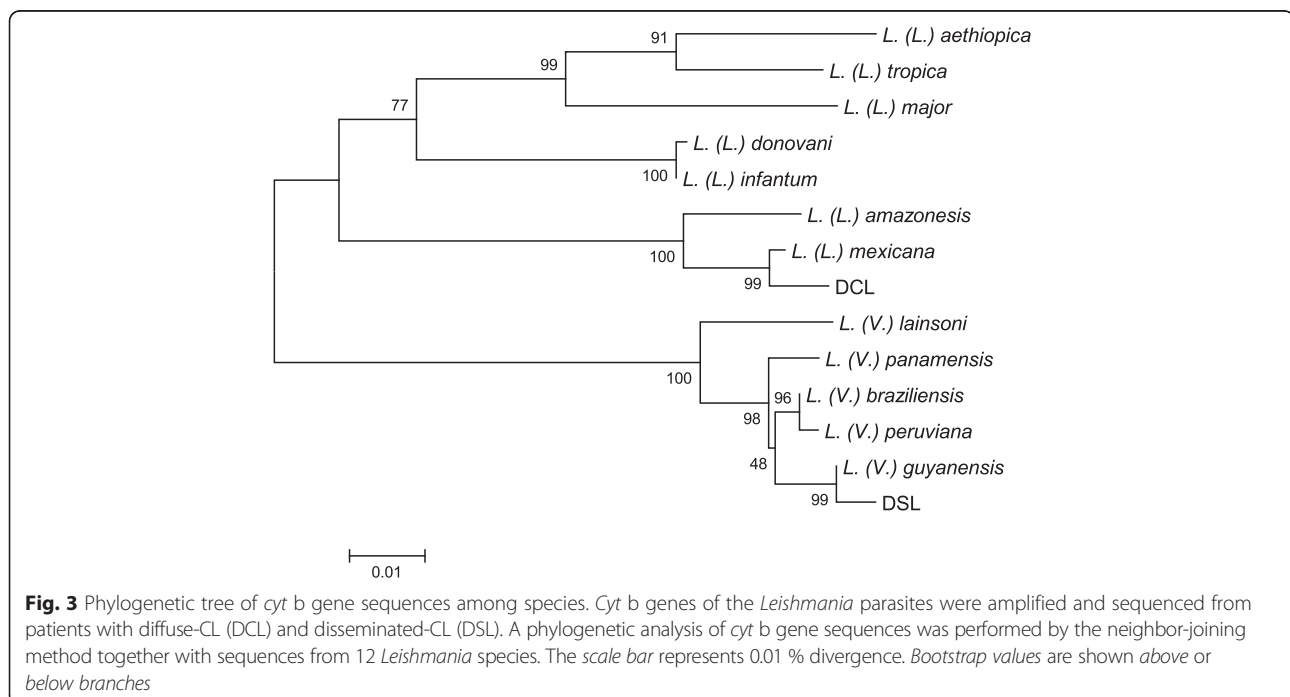 91
L. (L.) aethiopica
99
L. (L.) tropica
77
L. (L.) major
L. (L.) donovani
100
L. (L.) infantum
L. (L.) amazonesis
100
L. (L.) mexicana
99
DCL
L. (V.) lainsoni
100
L. (V.) panamensis
96
L. (V.) braziliensis
98
L. (V.) peruviana
48
L. (V.) guyanensis
99
DSL
0.01
Fig. 3 Phylogenetic tree of cyt b gene sequences among species. Cyt b genes of the Leishmania parasites were amplified and sequenced from
patients with diffuse-CL (DCL) and disseminated-CL (DSL). A phylogenetic analysis of cyt b gene sequences was performed by the neighbor-joining
method together with sequences from 12 Leishmania species. The scale bar represents 0.01 % divergence. Bootstrap values are shown above or
below branches